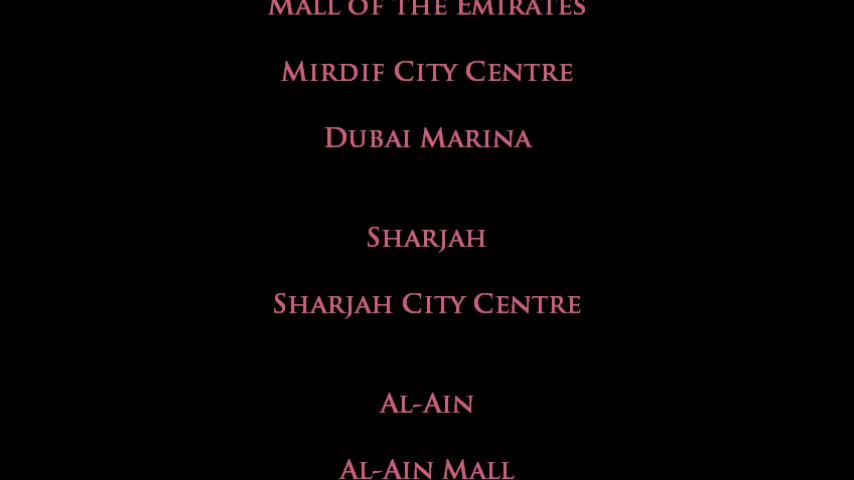 Mall of the Emirates
Mirdif City Centre
Dubai Marina
Sharjah
Sharjah City Centre
Al-Ain
Al-Ain Mall